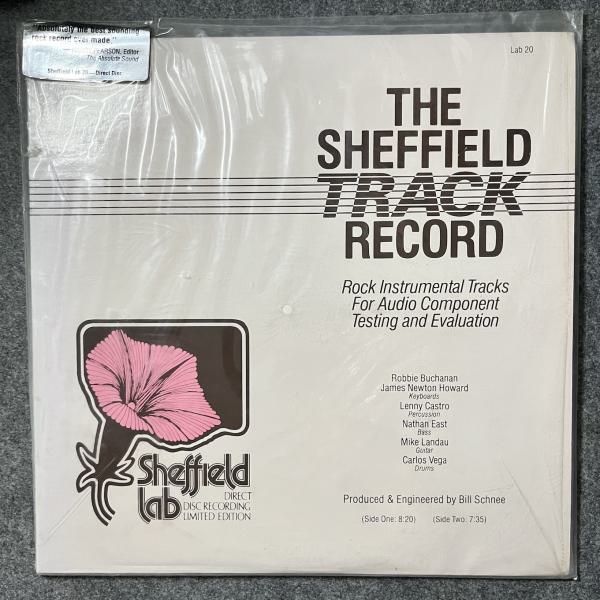 "Absolutely the best sounding
rock record ever made."
PEARSON, Editor
The Absolute Sound
Sheffield Lab 20—Direct Disc
Lab 20
THE
SHEFFIELD
TRACK
RECORD
Rock Instrumental Tracks
For Audio Component
Testing and Evaluation
Robbie Buchanan
James Newton Howard
Keyboards
Lenny Castro
Percussion
Nathan East
Bass
Mike Landau
Guitar
Carlos Vega
Drums
Produced & Engineered by Bill Schnee
(Side One: 8:20) (Side Two: 7:35)
Sheffield
lab
DIRECT
DISC RECORDING
LIMITED EDITION